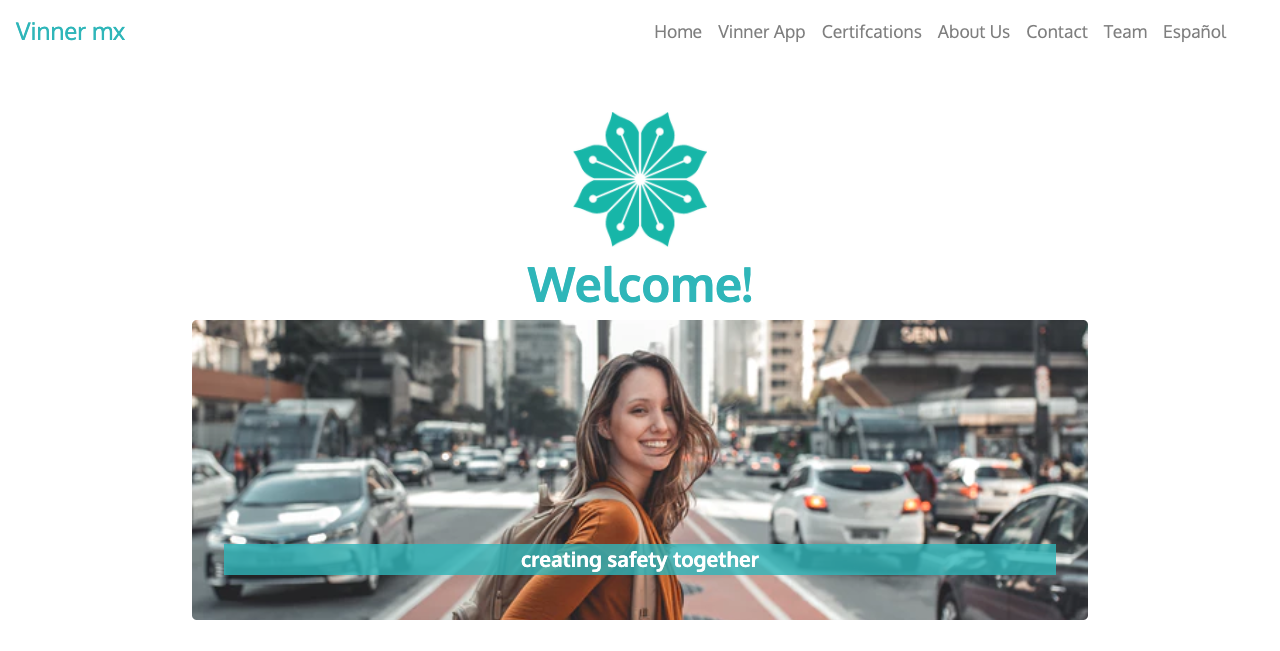 Vinner mx
Home Vinner App Certifcations About Us Contact Team Español
Welcome!
creating safety together